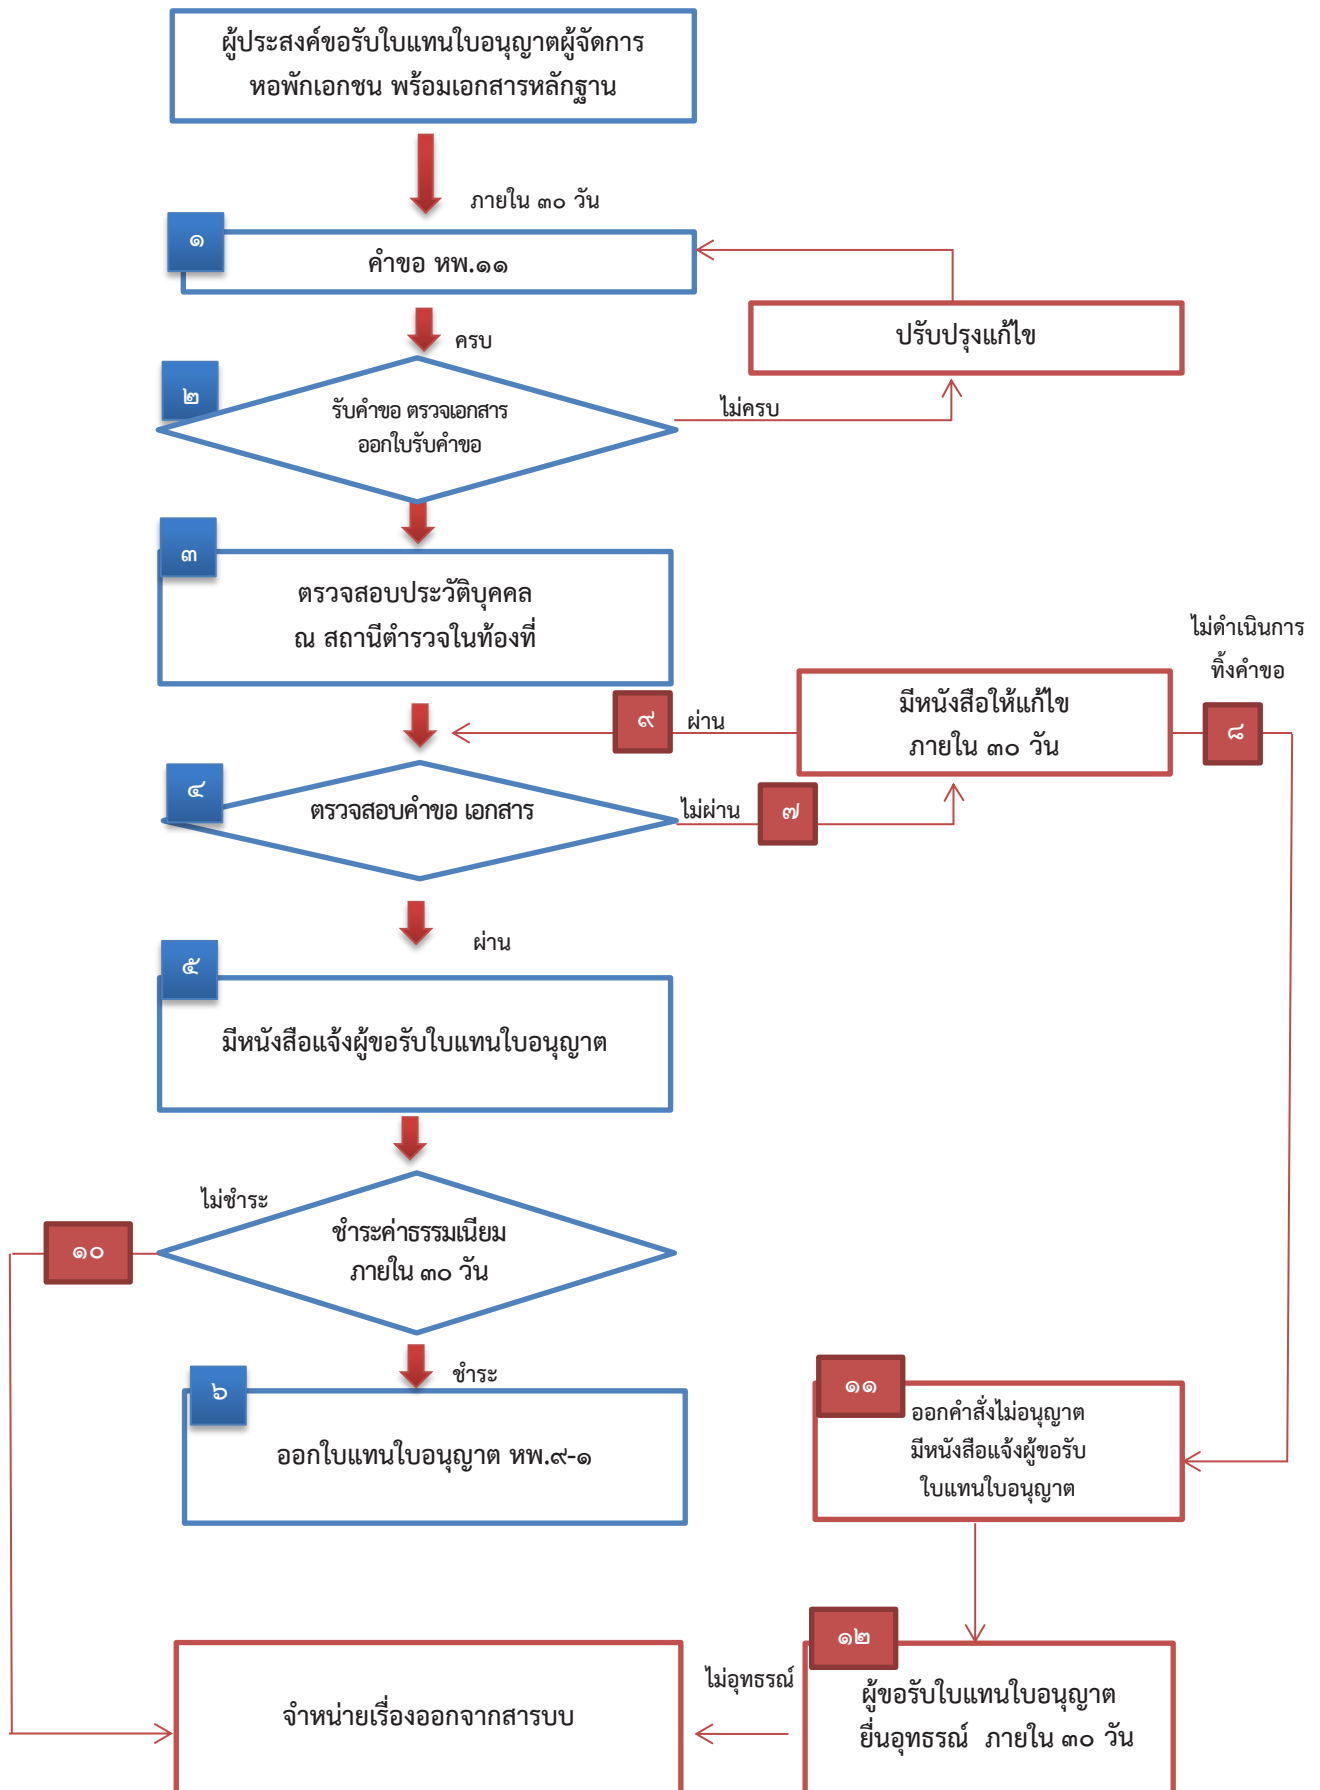 ผู้ประสงค์ขอรับใบแทนใบอนุญาตผู้จัดการ
หอพักเอกชน พร้อมเอกสารหลักฐาน
ภายใน ๓๐ วัน
๑
คำขอ หพ.๑๑
ปรับปรุงแก้ไข
ครบ
๒
รับคำขอ ตรวจเอกสาร
ออกใบรับคำขอ
ไม่ครบ
๓
ตรวจสอบประวัติบุคคล
ณ สถานีตำรวจในท้องที่
ไม่ดำเนินการ
ทิ้งคำขอ
๙
ผ่าน
มีหนังสือให้แก้ไข
ภายใน ๓๐ วัน
๘
๔
ตรวจสอบคำขอ เอกสาร
ไม่ผ่าน
๗
ผ่าน
๕
มีหนังสือแจ้งผู้ขอรับใบแทนใบอนุญาต
ไม่ชำระ
๑๐
ชำระค่าธรรมเนียม
ภายใน ๓๐ วัน
ชำระ
๖
ออกใบแทนใบอนุญาต หพ.๙-๑
๑๑
ออกคำสั่งไม่อนุญาต
มีหนังสือแจ้งผู้ขอรับ
ใบแทนใบอนุญาต
๑๒
ผู้ขอรับใบแทนใบอนุญาต
ยื่นอุทธรณ์ ภายใน ๓๐ วัน
ไม่อุทธรณ์
จำหน่ายเรื่องออกจากสารบบ